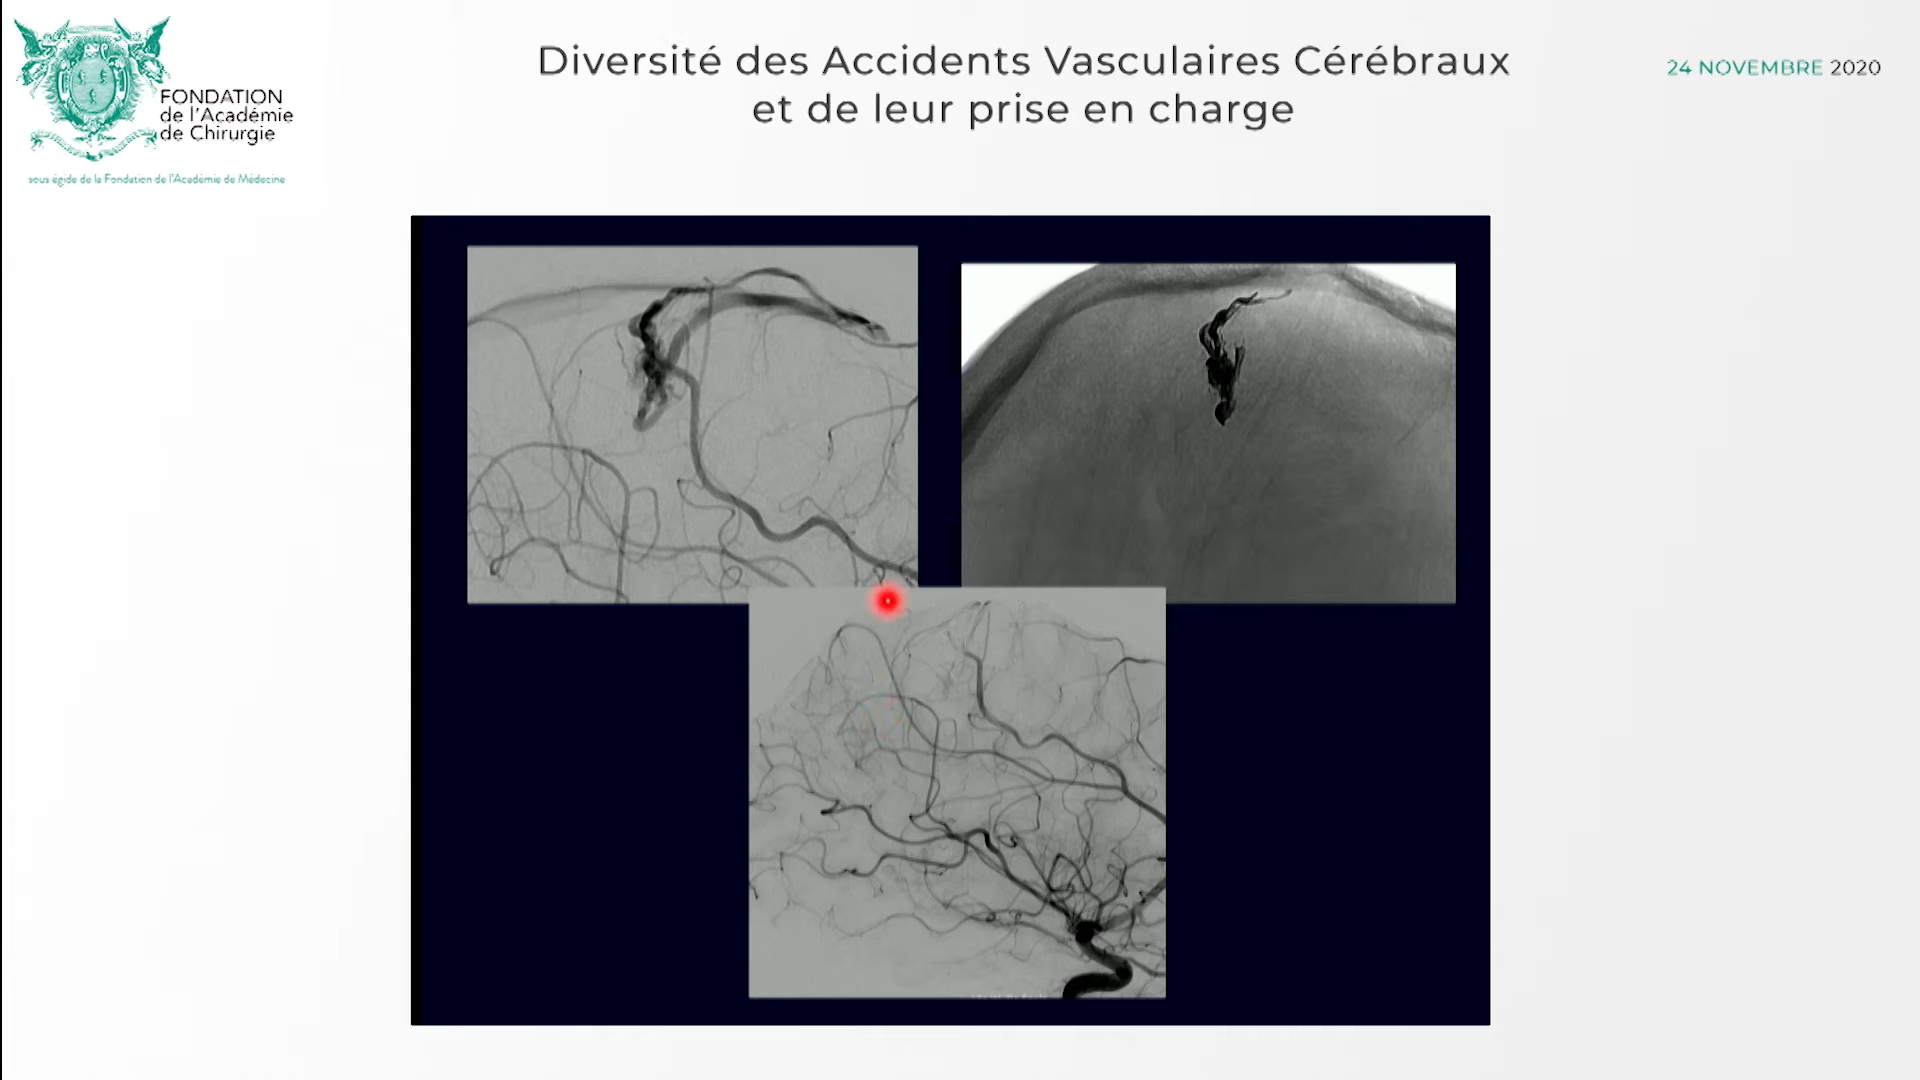 FONDATION
de l'Académie
de Chirurgie
sous égide de la Fondation de l'Académie de Médecine
Diversité des Accidents Vasculaires Cérébraux
et de leur prise en charge
24 NOVEMBRE 2020